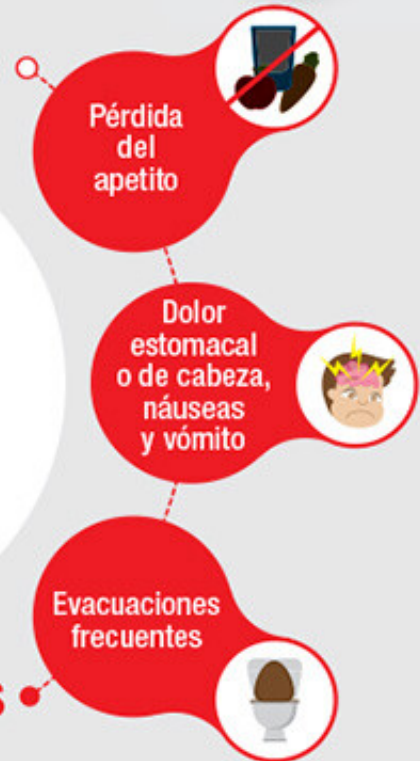 Pérdida
del
apetito
Dolor
estomacal
o de cabeza,
náuseas
y vómito
Evacuaciones
frecuentes
s